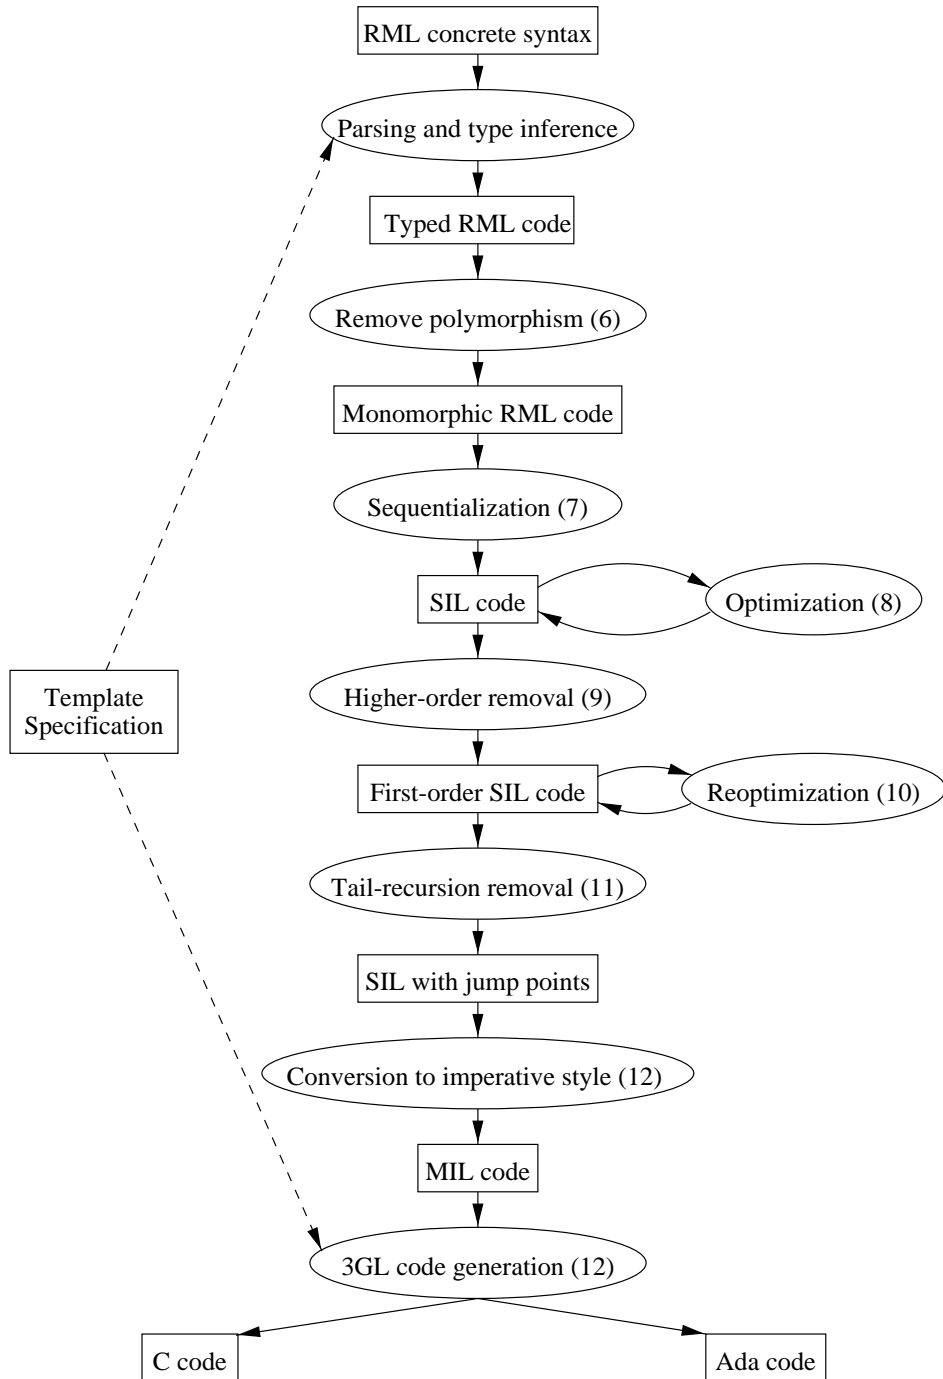 RML concrete syntax
Parsing and type inference
Typed RML code
Remove polymorphism (6)
Monomorphic RML code
Sequentialization (7)
SIL code
Optimization (8)
Higher-order removal (9)
Template
Specification
First-order SIL code
Reoptimization (10)
Tail-recursion removal (11)
SIL with jump points
Conversion to imperative style (12)
MIL code
3GL code generation (12)
C code
Ada code